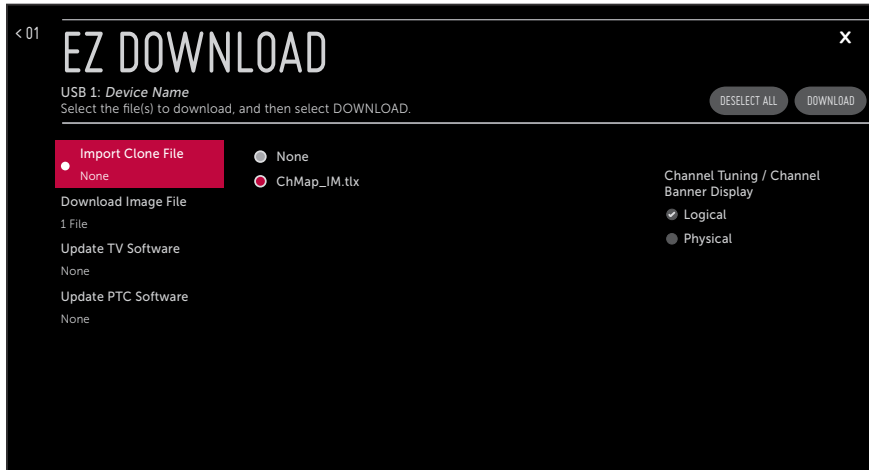 < 01
EZ DOWNLOAD
X
USB 1: Device Name
Select the file(s) to download, and then select DOWNLOAD.
DESELECT ALL
DOWNLOAD
Import Clone File
None
Download Image File
1 File
Update TV Software
None
Update PTC Software
None
None
ChMap_IM.tlx
Channel Tuning / Channel
Banner Display
Logical
Physical